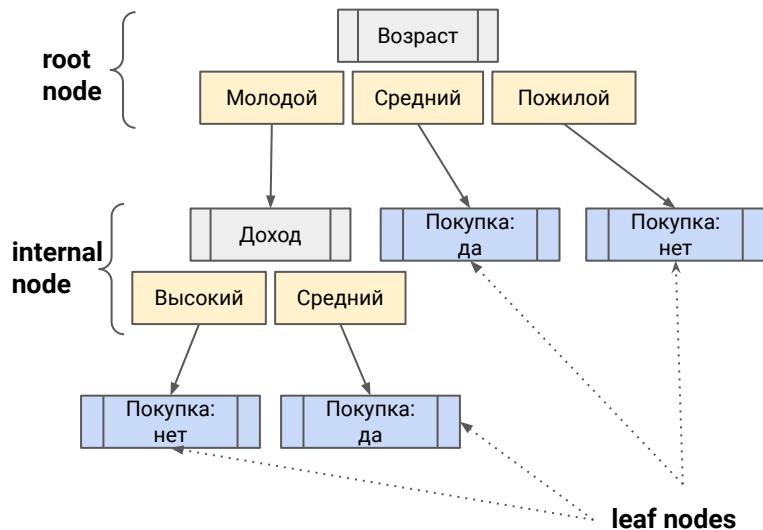 root
node
Возраст
Молодой
Средний
Пожилой
internal
node
Доход
Покупка:
да
Покупка:
нет
Высокий
Средний
Покупка:
нет
Покупка:
да
leaf nodes